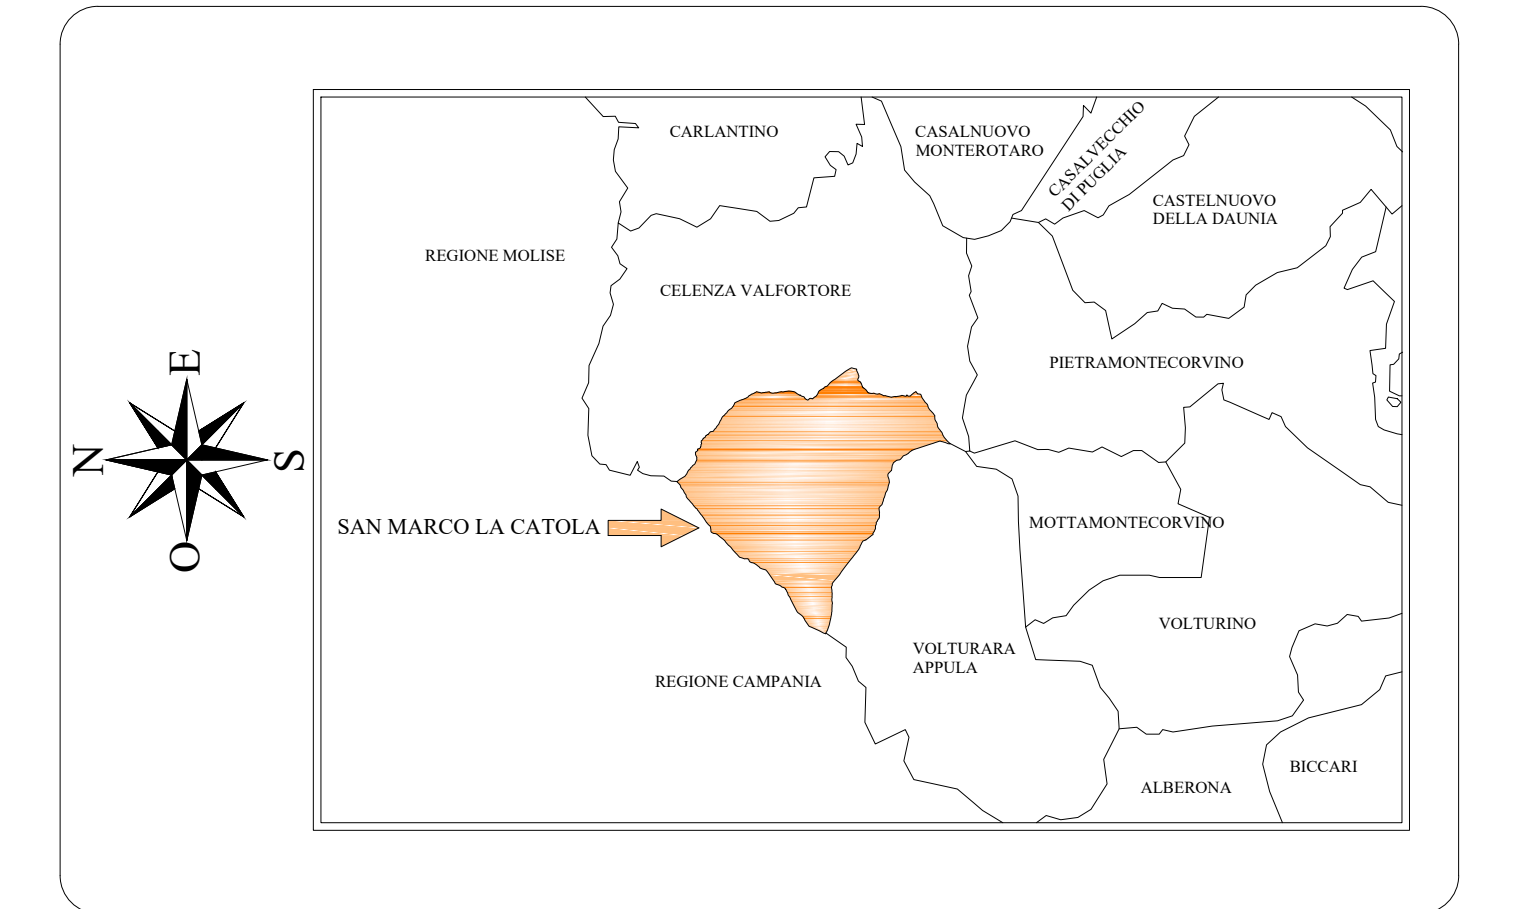 CARLANTINO
CASALNUOVO
MONTEROTARO
CASALVECCHIO
DI PUGLIA
CASTELNUOVO
DELLA DAUNIA
REGIONE MOLISE
CELENZA VALFORTORE
PIETRAMONTECORVINO
E
N
S
O
SAN MARCO LA CATOLA
MOTTAMONTECORVINO
VOLTURINO
VOLTURARA
APPULA
REGIONE CAMPANIA
BICCARI
ALBERONA